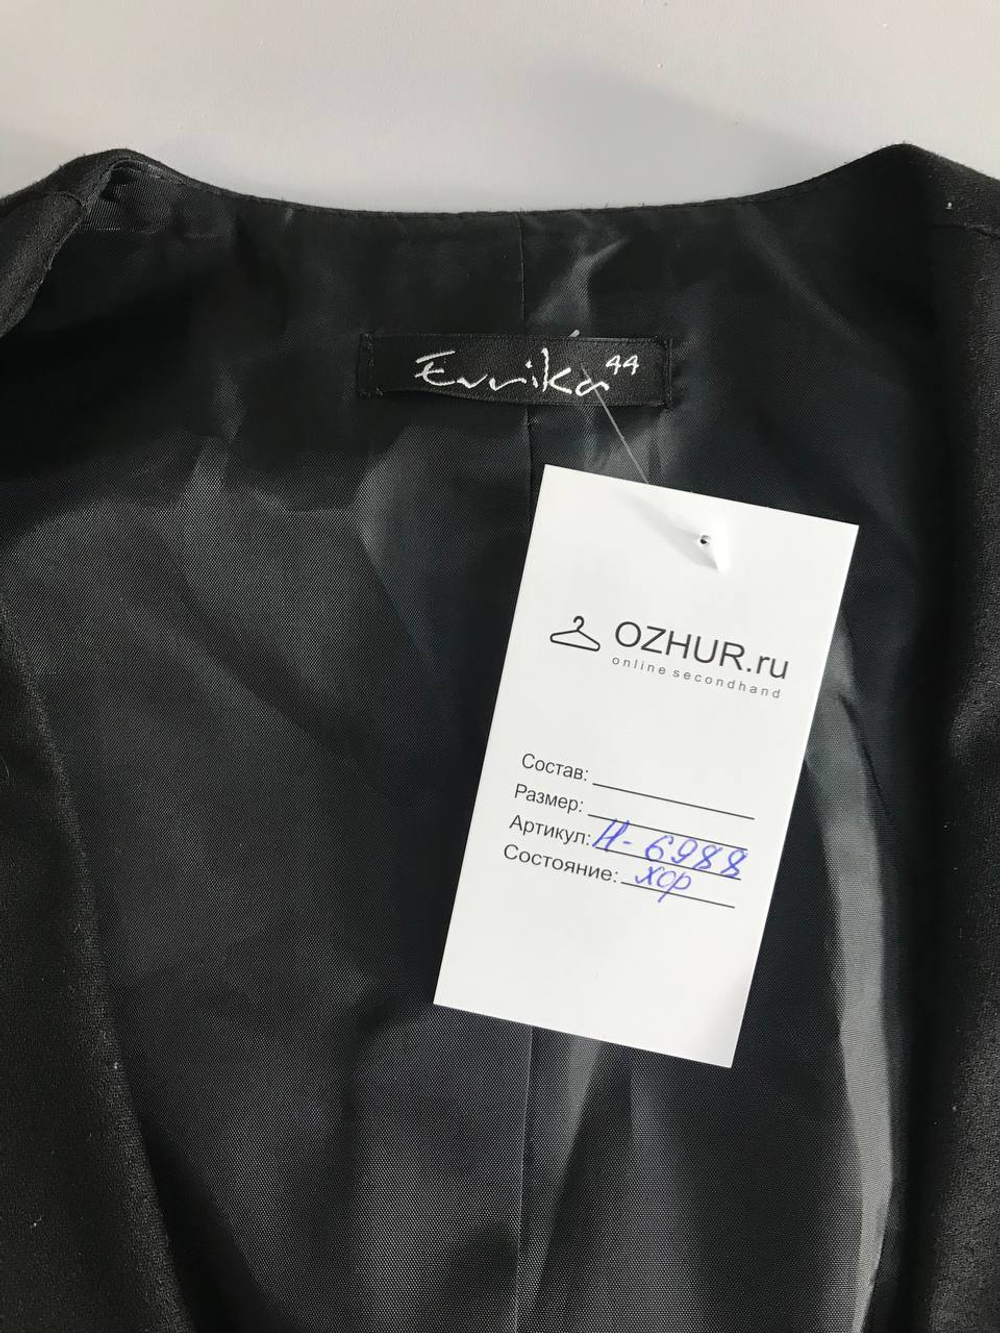 Evrika 44
OZHUR.ru
online secondhand
Состав:
Размер:
Артикул: Н-6988
Состояние: хор